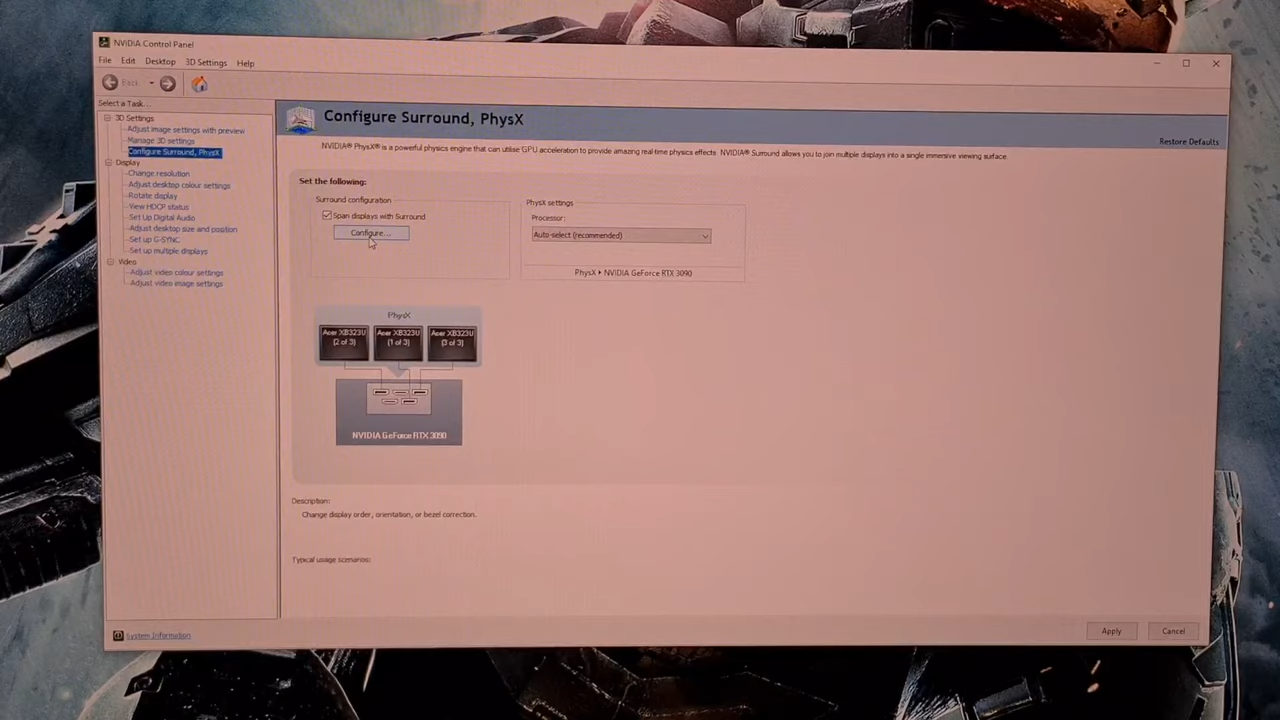 NVIDIA Control Panel
File Edit Desktop 3D Settings Help
Back
Select a Task...
3D Settings
Adjust image settings with preview
Manage 3D settings
Configure Surround, PhysX
Display
Change resolution
Adjust desktop colour settings
Rotate display
View HDCP status
Set Up Digital Audio
Adjust desktop size and position
Set up G-SYNC
Set up multiple displays
Video
Adjust video colour settings
Adjust video image settings
System Information
Configure Surround, PhysX
Restore Defaults
NVIDIA® PhysX® is a powerful physics engine that can utilise GPU acceleration to provide amazing real time physics effects. NVIDIA® Surround allows you to join multiple displays into a single immersive viewing surface.
Set the following:
Surround configuration
Span displays with Surround
Configure...
PhysX settings
Processor:
Auto-select (recommended)
PhysX > NVIDIA GeForce RTX 3090
PhysX
Acer XB323U
(2 of 3)
Acer XB323U
(1 of 3)
Acer XB323U
(3 of 3)
NVIDIA GeForce RTX 3090
Description:
Change display order, orientation, or bezel correction.
Typical usage scenarios:
Apply Cancel